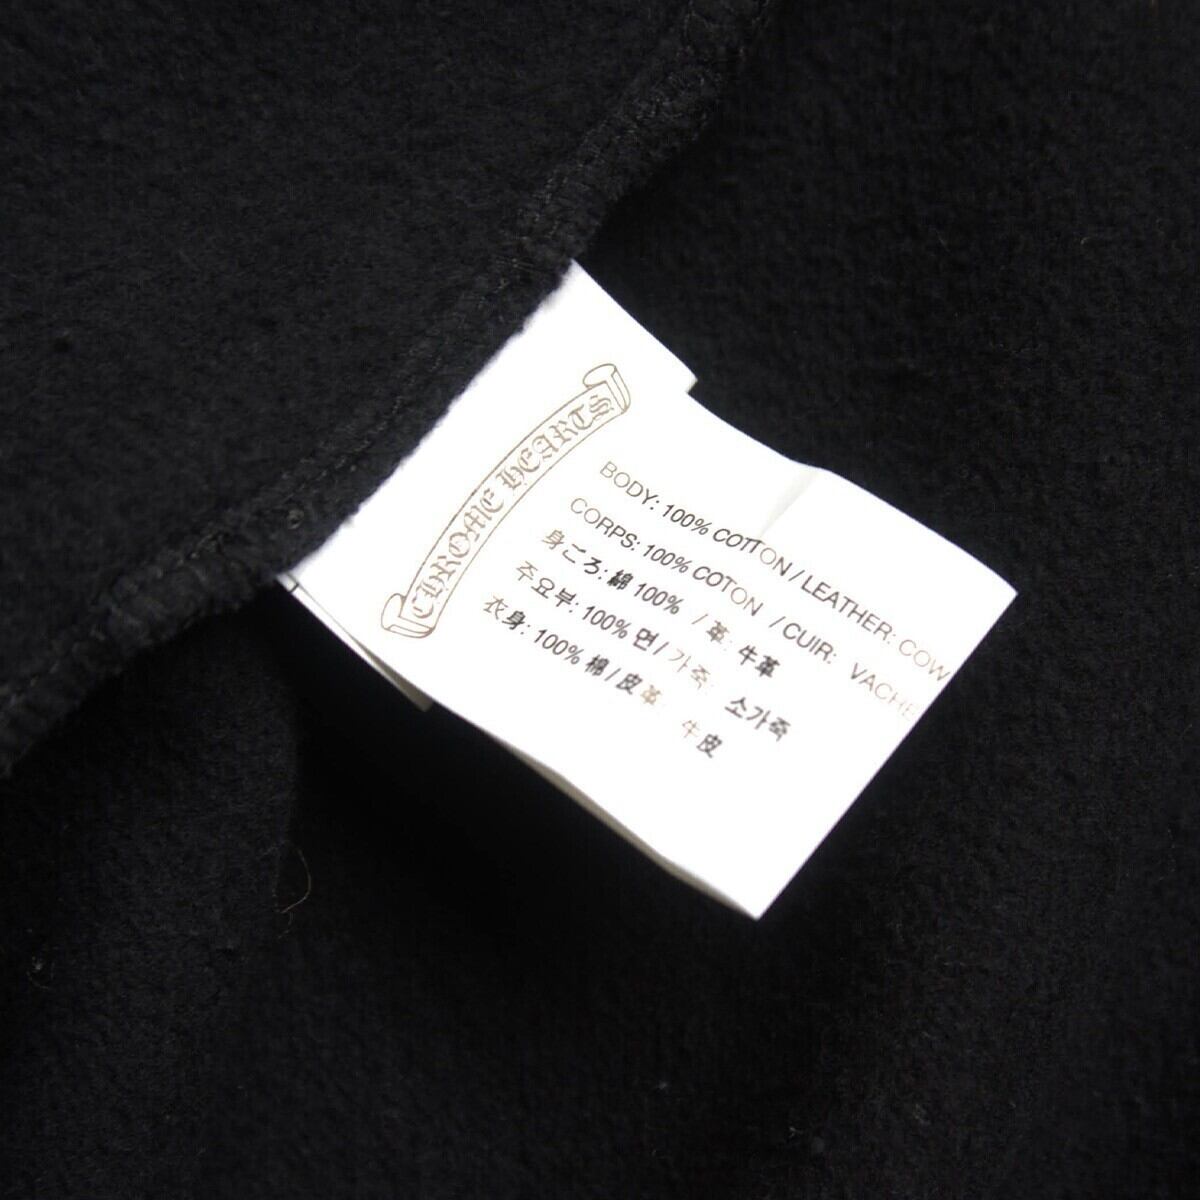 CHROME HEARTS
BODY: 100% COTTON / LEATHER: COW
CORPS: 100% COTON / CUIR: VACHE
身ごろ: 綿 100% / 革: 牛革
주요부: 100% 면 / 가죽: 소가죽
衣身: 100% 棉 / 皮革: 牛皮